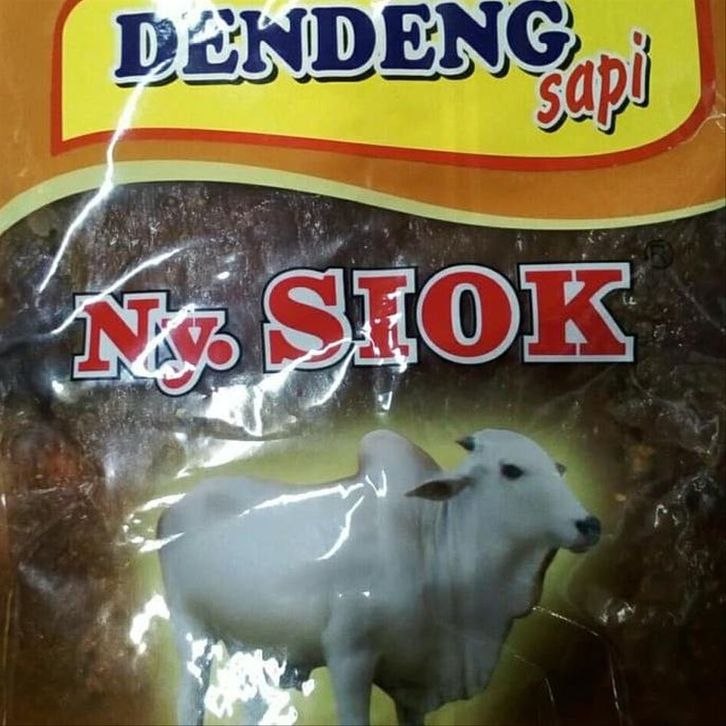 DENDENG
sapi
Ny. SIOK ®